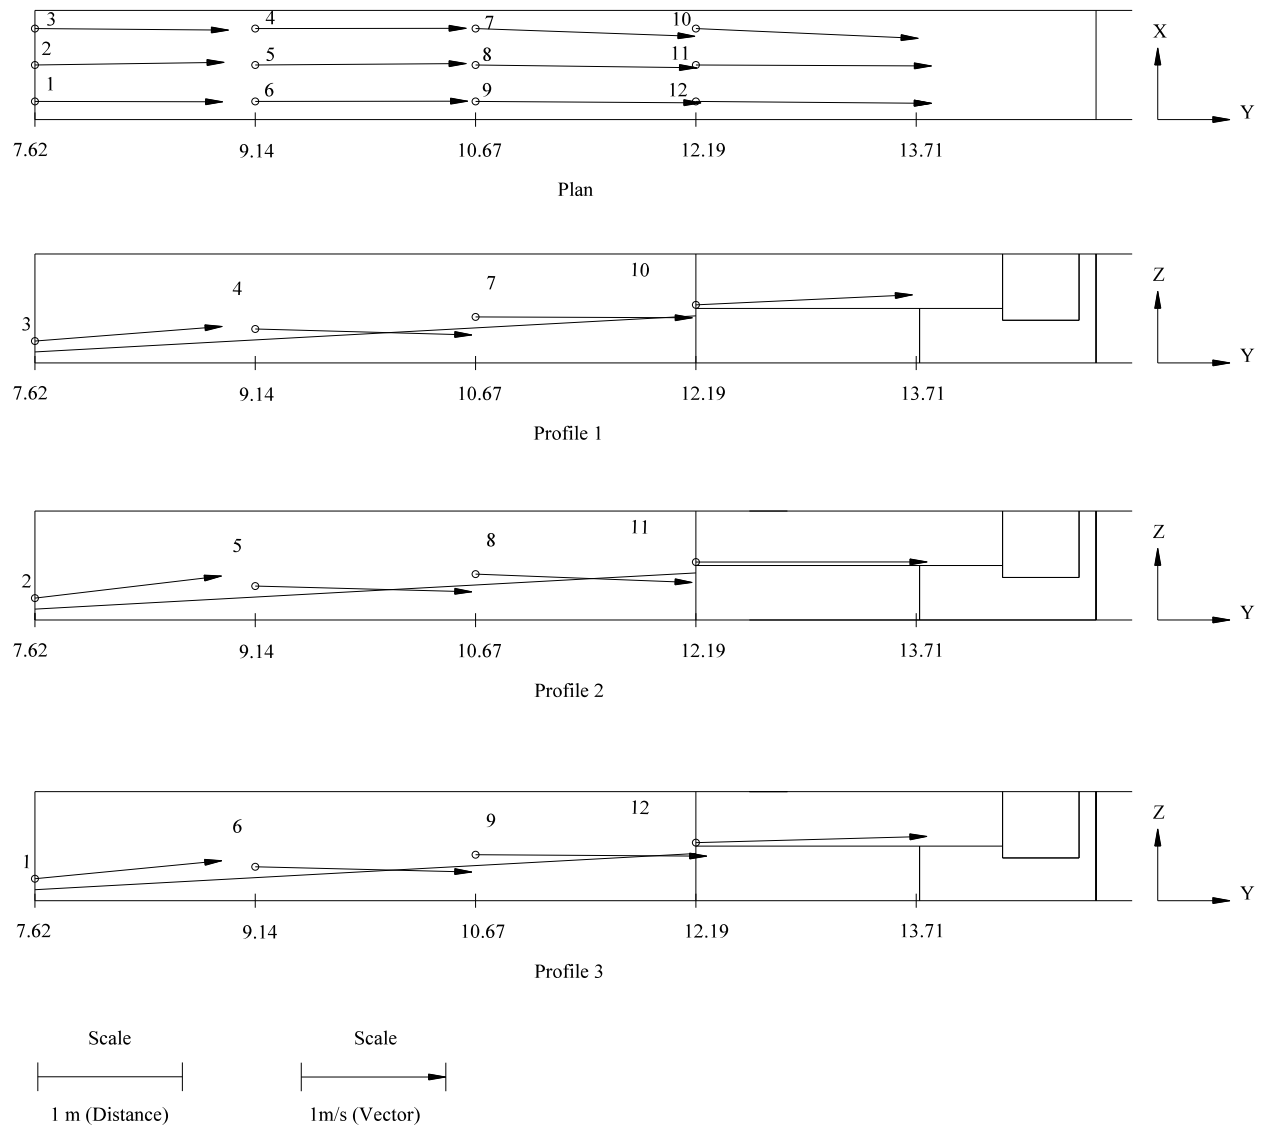 3 4 7 10
2 5 8 11 X
1 6 9 12
Y
7.62 9.14 10.67 12.19 13.71
Plan
10
4 7 Z
3
Y
7.62 9.14 10.67 12.19 13.71
Profile 1
11
5 8 Z
2
Y
7.62 9.14 10.67 12.19 13.71
Profile 2
12
6 9 Z
1
Y
7.62 9.14 10.67 12.19 13.71
Profile 3
Scale Scale
1 m (Distance) 1m/s (Vector)